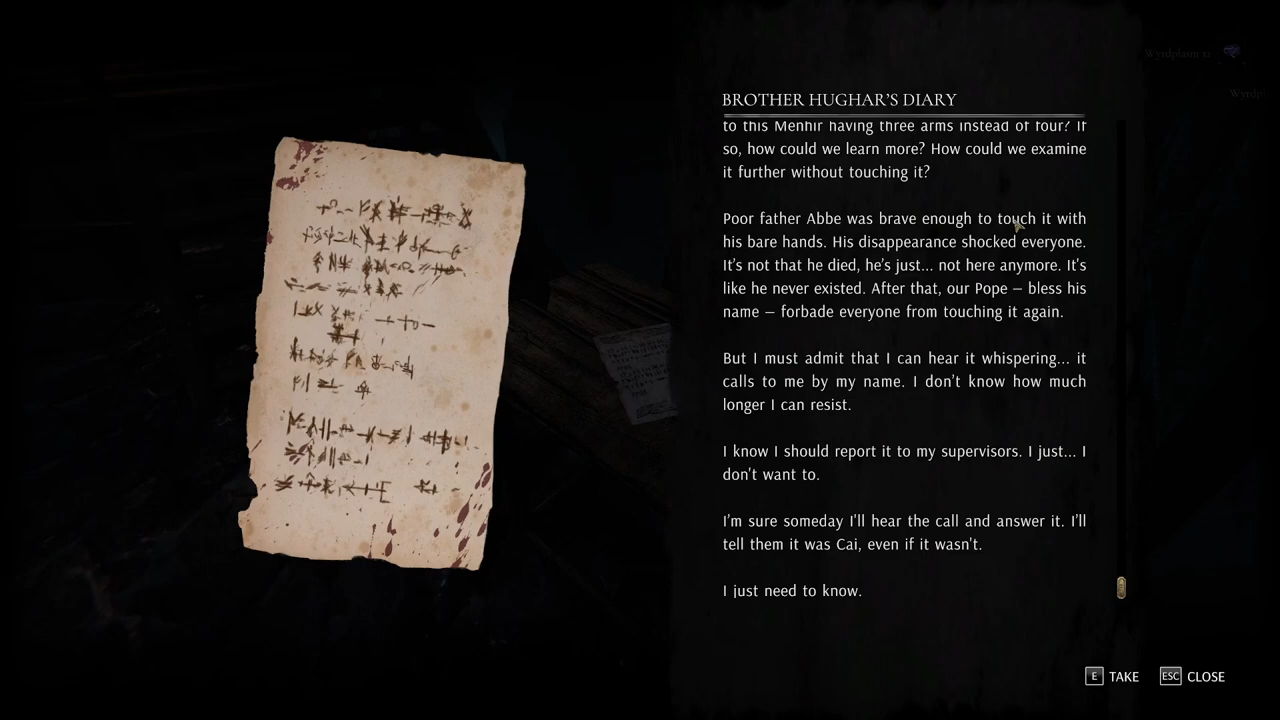 Wyrdplasm x1
BROTHER HUGHAR'S DIARY
to this Menhir having three arms instead of four? If
so, how could we learn more? How could we examine
it further without touching it?
Poor father Abbe was brave enough to touch it with
his bare hands. His disappearance shocked everyone.
It's not that he died, he's just... not here anymore. It's
like he never existed. After that, our Pope – bless his
name – forbade everyone from touching it again.
But I must admit that I can hear it whispering... it
calls to me by my name. I don't know how much
longer I can resist.
I know I should report it to my supervisors. I just... I
don't want to.
I'm sure someday I'll hear the call and answer it. I'll
tell them it was Cai, even if it wasn't.
I just need to know.
E TAKE ESC CLOSE